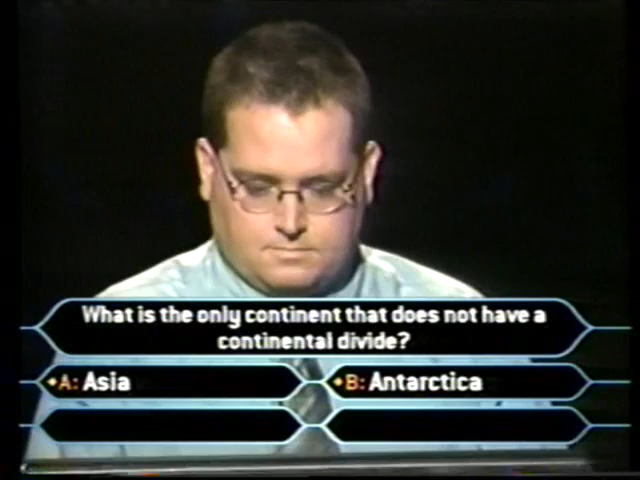 What is the only continent that does not have a
continental divide?
A: Asia
B: Antarctica